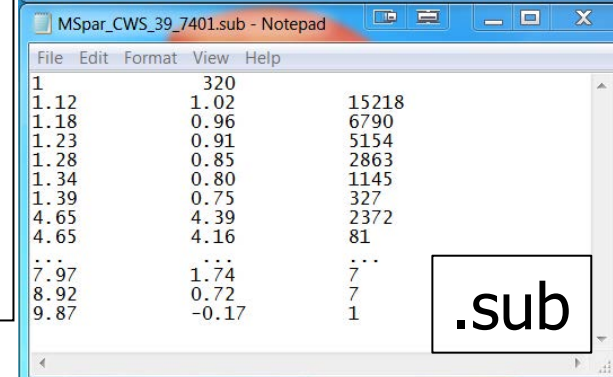 MSpar_CWS_39_7401.sub - Notepad
File Edit Format View Help
1 320
1.12 1.02 15218
1.18 0.96 6790
1.23 0.91 5154
1.28 0.85 2863
1.34 0.80 1145
1.39 0.75 327
4.65 4.39 2372
4.65 4.16 81
... ... ...
7.97 1.74 7
8.92 0.72 7
9.87 -0.17 1
.sub